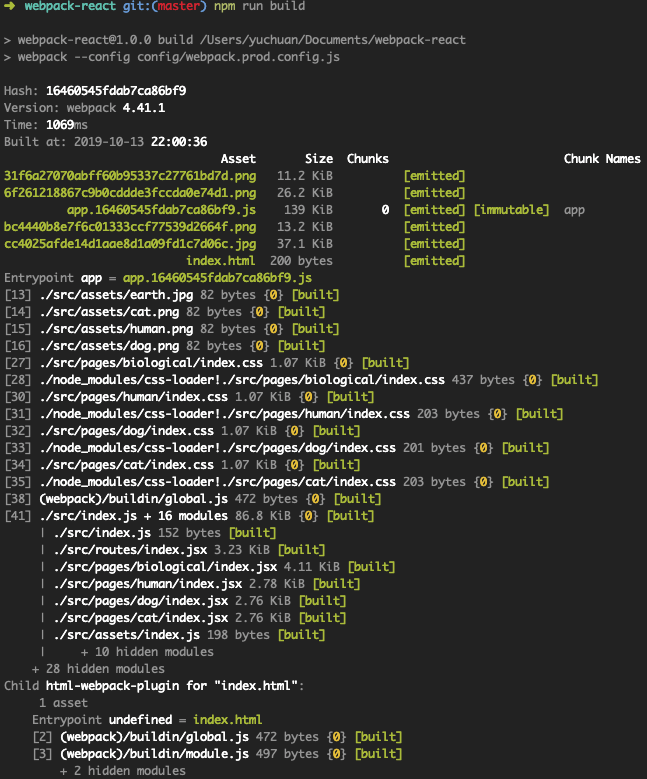 ➜ webpack-react git:(master) npm run build
> webpack-react@1.0.0 build /Users/yuchuan/Documents/webpack-react
> webpack --config config/webpack.prod.config.js
Hash: 16460545fdab7ca86bf9
Version: webpack 4.41.1
Time: 1069ms
Built at: 2019-10-13 22:00:36
Asset Size Chunks Chunk Names
31f6a27070abff60b95337c27761bd7d.png 11.2 KiB [emitted]
6f261218867c9b0cddde3fccda0e74d1.png 26.2 KiB [emitted]
app.16460545fdab7ca86bf9.js 139 KiB 0 [emitted] [immutable] app
bc4440b8e7f6c01333ccf77539d2664f.png 13.2 KiB [emitted]
cc4025afde14d1aae8d1a09fd1c7d06c.jpg 37.1 KiB [emitted]
index.html 200 bytes [emitted]
Entrypoint app = app.16460545fdab7ca86bf9.js
[13] ./src/assets/earth.jpg 82 bytes {0} [built]
[14] ./src/assets/cat.png 82 bytes {0} [built]
[15] ./src/assets/human.png 82 bytes {0} [built]
[16] ./src/assets/dog.png 82 bytes {0} [built]
[27] ./src/pages/biological/index.css 1.07 KiB {0} [built]
[28] ./node_modules/css-loader!./src/pages/biological/index.css 437 bytes {0} [built]
[30] ./src/pages/human/index.css 1.07 KiB {0} [built]
[31] ./node_modules/css-loader!./src/pages/human/index.css 203 bytes {0} [built]
[32] ./src/pages/dog/index.css 1.07 KiB {0} [built]
[33] ./node_modules/css-loader!./src/pages/dog/index.css 201 bytes {0} [built]
[34] ./src/pages/cat/index.css 1.07 KiB {0} [built]
[35] ./node_modules/css-loader!./src/pages/cat/index.css 203 bytes {0} [built]
[38] (webpack)/buildin/global.js 472 bytes {0} [built]
[41] ./src/index.js + 16 modules 86.8 KiB {0} [built]
| ./src/index.js 152 bytes [built]
| ./src/routes/index.jsx 3.23 KiB [built]
| ./src/pages/biological/index.jsx 4.11 KiB [built]
| ./src/pages/human/index.jsx 2.78 KiB [built]
| ./src/pages/dog/index.jsx 2.76 KiB [built]
| ./src/pages/cat/index.jsx 2.76 KiB [built]
| ./src/assets/index.js 198 bytes [built]
| + 10 hidden modules
+ 28 hidden modules
Child html-webpack-plugin for "index.html":
1 asset
Entrypoint undefined = index.html
[2] (webpack)/buildin/global.js 472 bytes {0} [built]
[3] (webpack)/buildin/module.js 497 bytes {0} [built]
+ 2 hidden modules